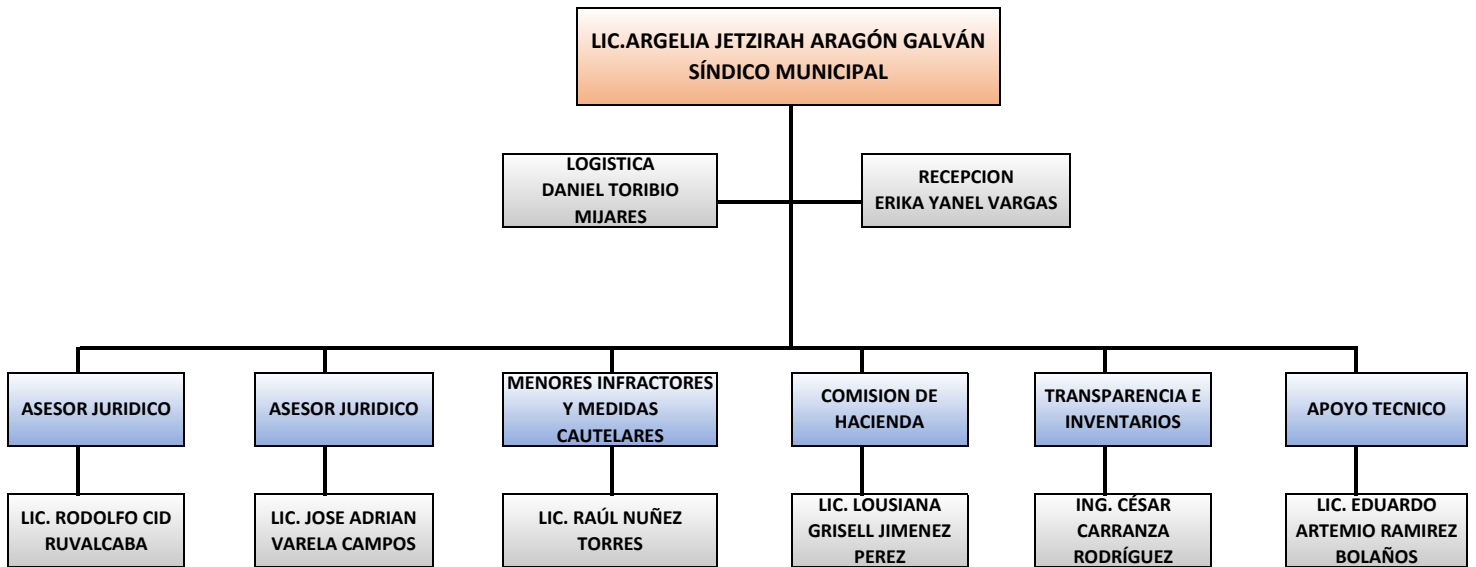 LIC.ARGELIA JETZIRAH ARAGÓN GALVÁN
SÍNDICO MUNICIPAL
LOGISTICA
DANIEL TORIBIO
MIJARES
RECEPCION
ERIKA YANEL VARGAS
ASESOR JURIDICO
ASESOR JURIDICO
MENORES INFRACTORES
Y MEDIDAS
CAUTELARES
COMISION DE
HACIENDA
TRANSPARENCIA E
INVENTARIOS
APOYO TECNICO
LIC. RODOLFO CID
RUVALCABA
LIC. JOSE ADRIAN
VARELA CAMPOS
LIC. RAÚL NUÑEZ
TORRES
LIC. LOUSIANA
GRISELL JIMENEZ
PEREZ
ING. CÉSAR
CARRANZA
RODRÍGUEZ
LIC. EDUARDO
ARTEMIO RAMIREZ
BOLAÑOS